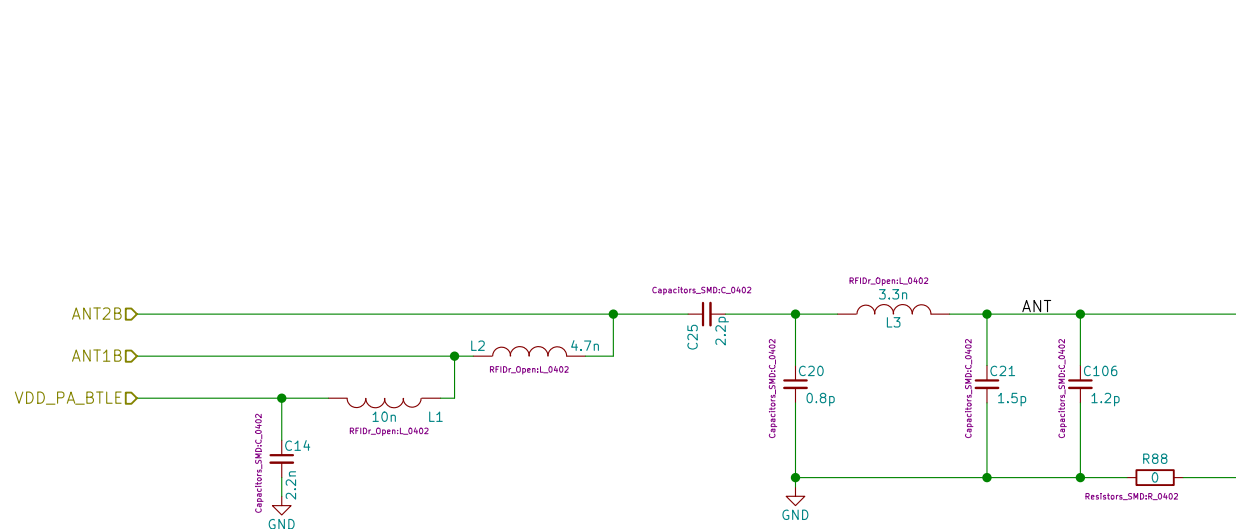 RFIDr_Open:L_0402
3.3n
Capacitors_SMD:C_0402
ANT
ANT2B
L3
C25
2.2p
L2
4.7n
ANT1B
RFIDr_Open:L_0402
Capacitors_SMD:C_0402
C20
0.8p
Capacitors_SMD:C_0402
C21
1.5p
Capacitors_SMD:C_0402
C106
1.2p
VDD_PA_BTLE
10n
L1
RFIDr_Open:L_0402
Capacitors_SMD:C_0402
C14
2.2n
GND
R88
0
Resistors_SMD:R_0402
GND